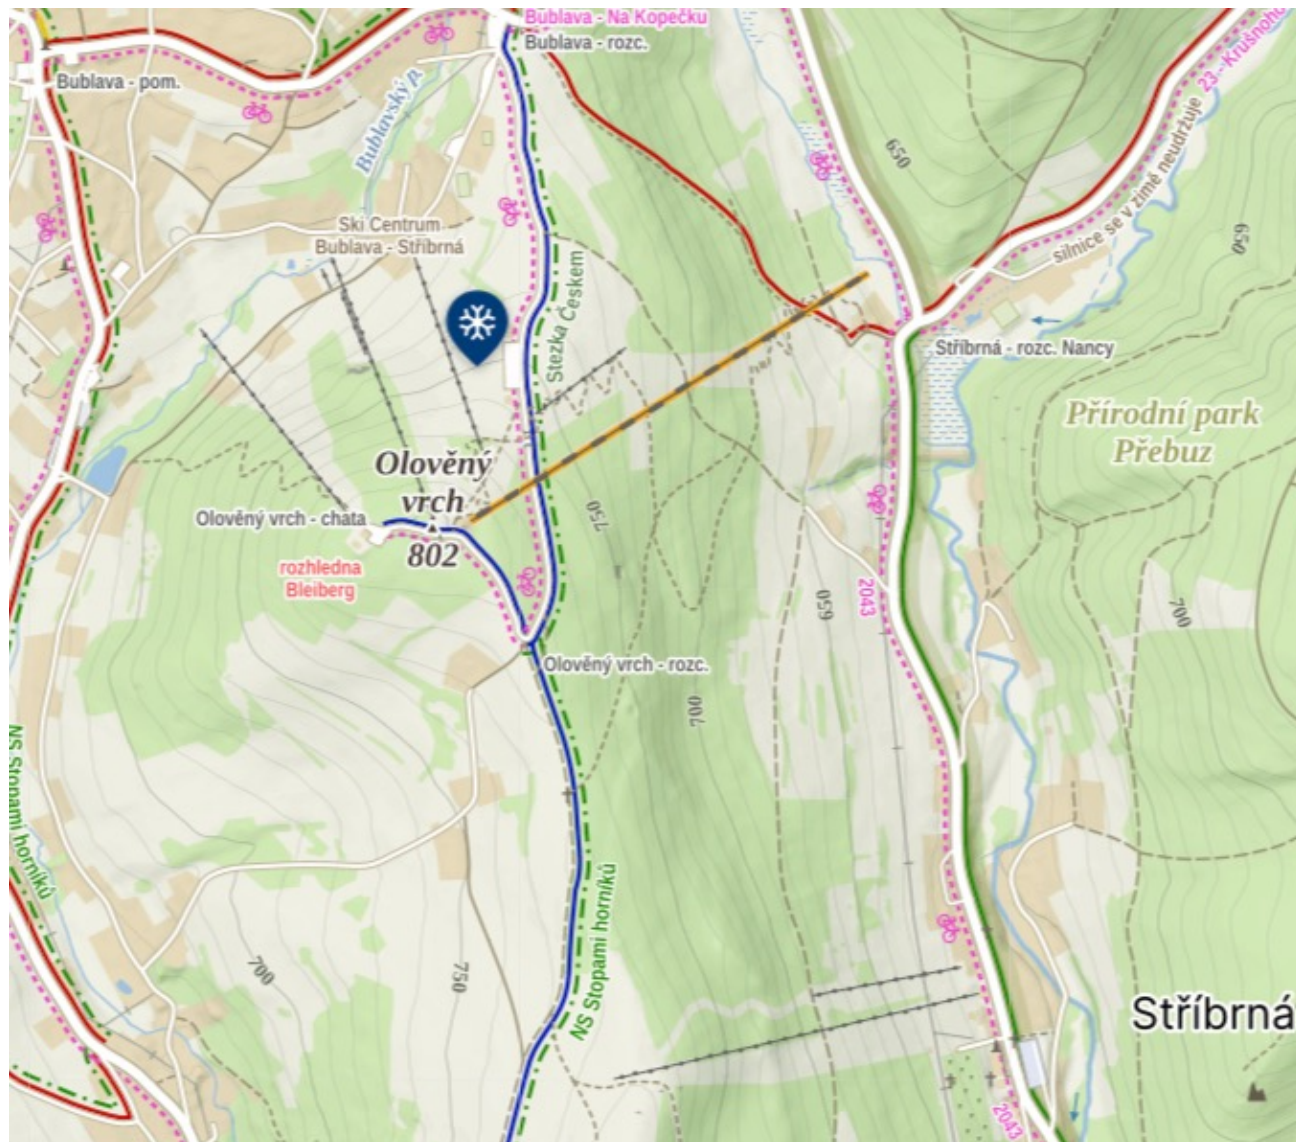 Bublava - Na Kopečku
Bublava - rozc.
Bublava - pom.
Bublavský p.
23 - Krušnoho
silnice se v zimě neudržuje
650
650
Ski Centrum
Bublava - Stříbrná
Stezka Českem
Stříbrná - rozc. Nancy
Přírodní park
Přebuz
Olověný
vrch
802
Olověný vrch - chata
rozhledna
Bleiberg
750
2043
650
700
Olověný vrch - rozc.
700
NS Stopami horníků
NS Stopami horníků
700
750
Stříbrná
2043